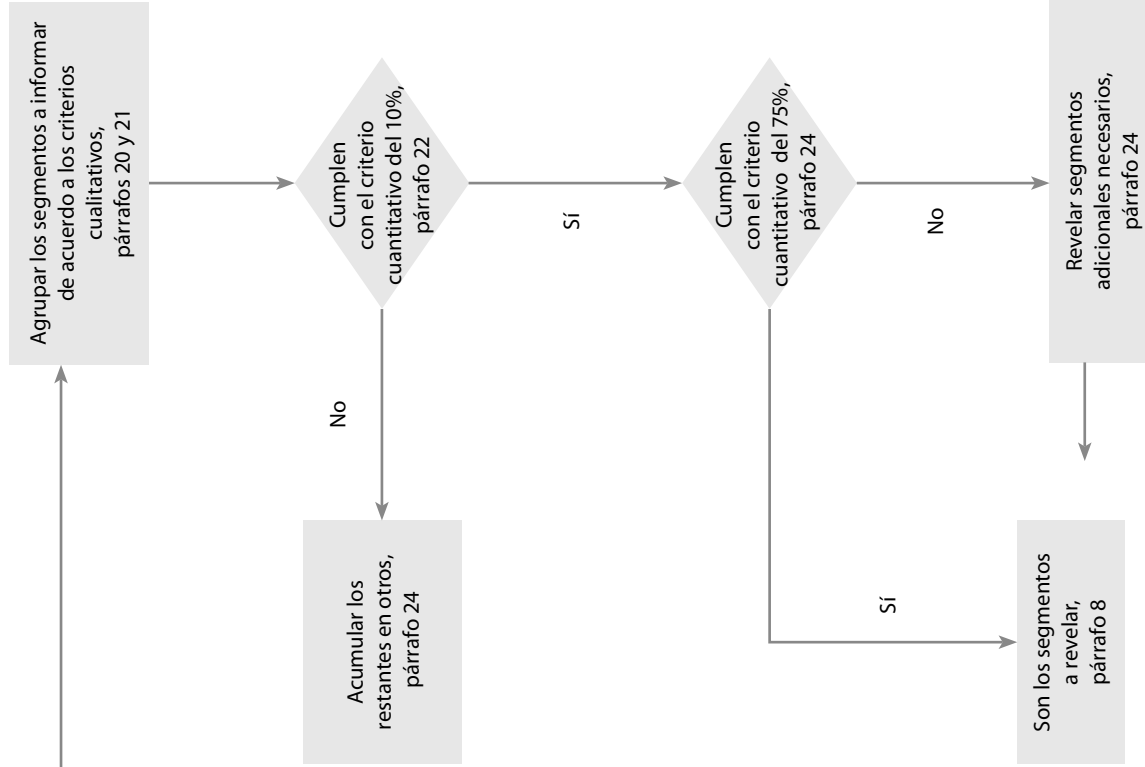 Agrupar los segmentos a informar
de acuerdo a los criterios
cualitativos,
párrafos 20 y 21
Cumplen
con el criterio
cuantitativo del 10%,
párrafo 22
No
Acumular los
restantes en otros,
párrafo 24
Sí
Cumplen
con el criterio
cuantitativo del 75%,
párrafo 24
Sí
Son los segmentos
a revelar,
párrafo 8
No
Revelar segmentos
adicionales necesarios,
párrafo 24